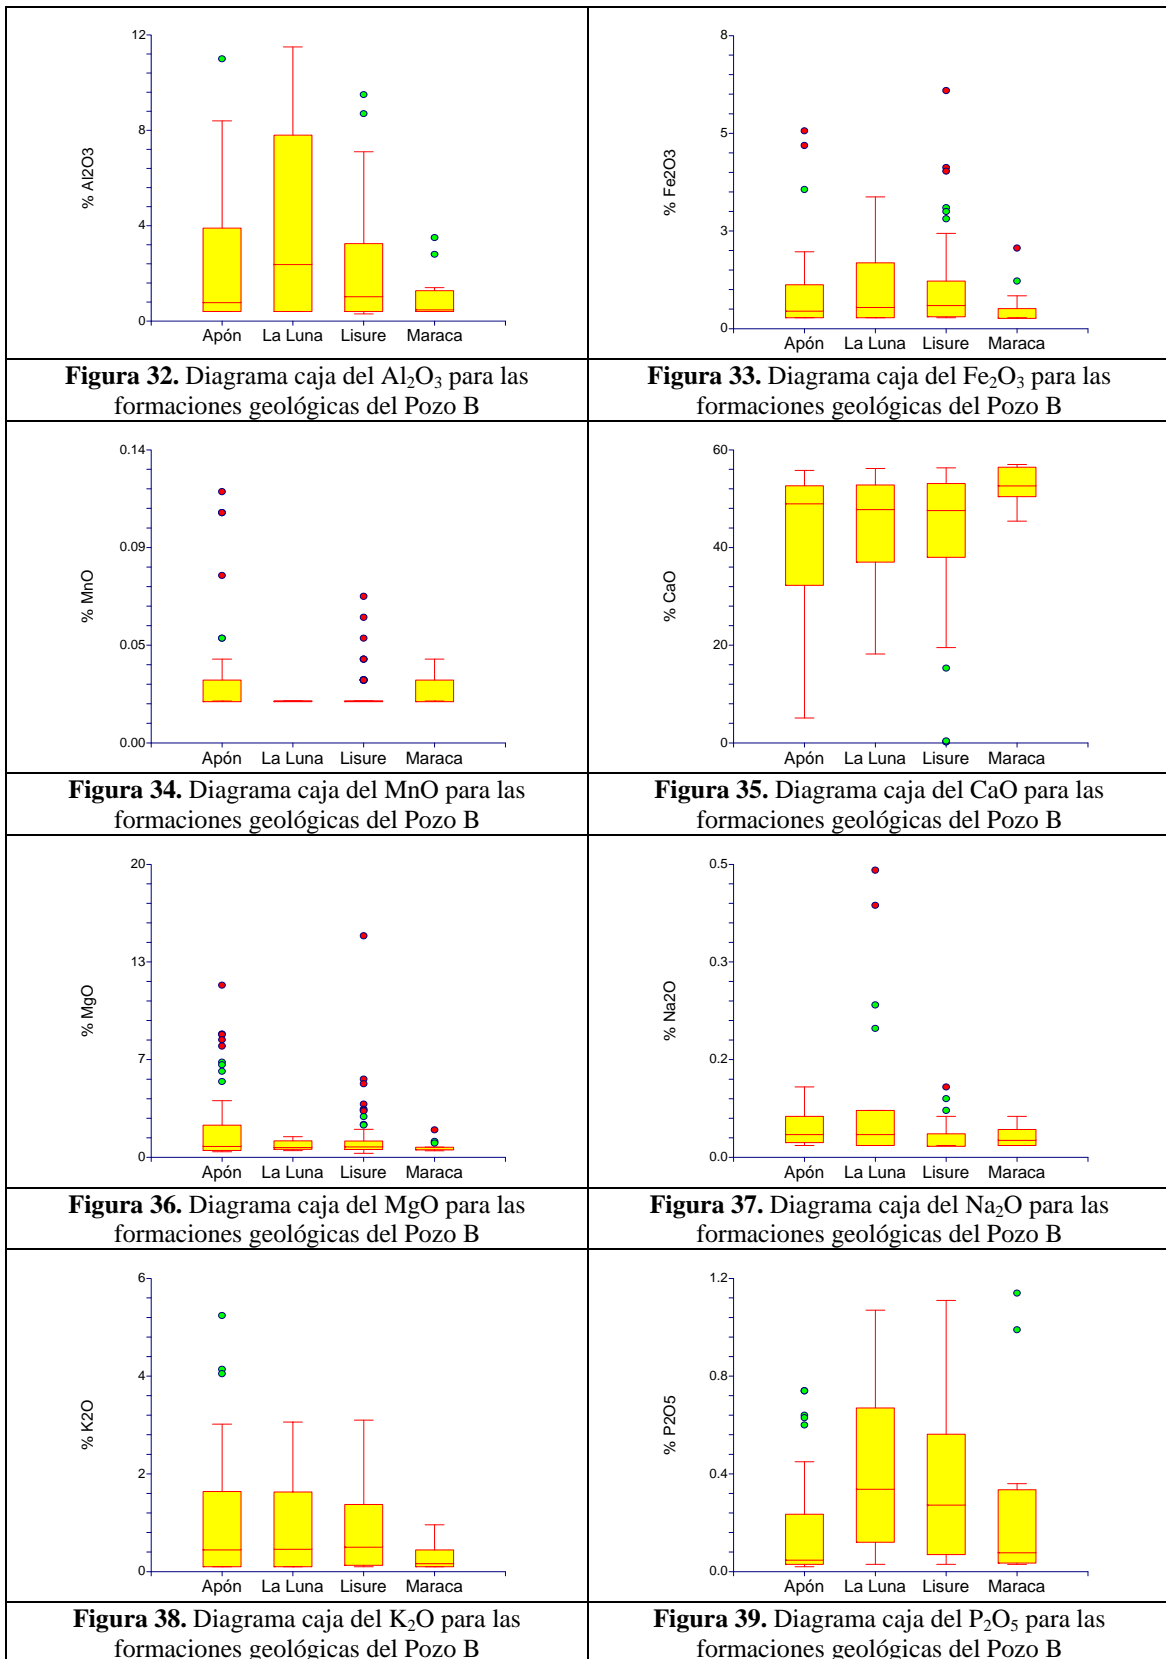 12
8
4
0
% Al2O3
Apón La Luna Lisure Maraca
Figura 32. Diagrama caja del Al₂O₃ para las
formaciones geológicas del Pozo B
8
5
3
0
% Fe2O3
Apón La Luna Lisure Maraca
Figura 33. Diagrama caja del Fe₂O₃ para las
formaciones geológicas del Pozo B
0.14
0.09
0.05
0.00
% MnO
Apón La Luna Lisure Maraca
Figura 34. Diagrama caja del MnO para las
formaciones geológicas del Pozo B
60
40
20
0
% CaO
Apón La Luna Lisure Maraca
Figura 35. Diagrama caja del CaO para las
formaciones geológicas del Pozo B
20
13
7
0
% MgO
Apón La Luna Lisure Maraca
Figura 36. Diagrama caja del MgO para las
formaciones geológicas del Pozo B
0.5
0.3
0.2
0.0
% Na2O
Apón La Luna Lisure Maraca
Figura 37. Diagrama caja del Na₂O para las
formaciones geológicas del Pozo B
6
4
2
0
% K2O
Apón La Luna Lisure Maraca
Figura 38. Diagrama caja del K₂O para las
formaciones geológicas del Pozo B
1.2
0.8
0.4
0.0
% P2O5
Apón La Luna Lisure Maraca
Figura 39. Diagrama caja del P₂O₅ para las
formaciones geológicas del Pozo B